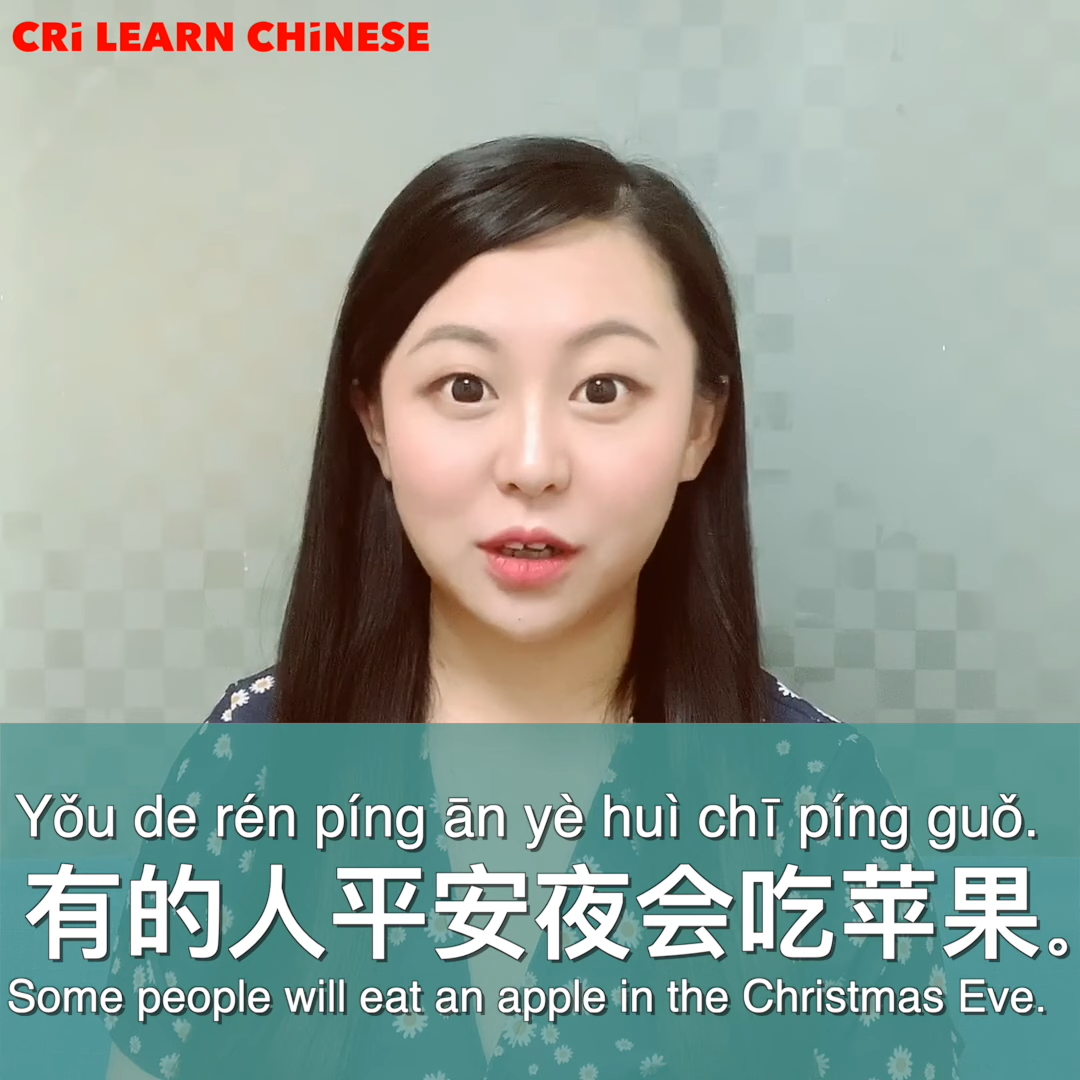 CRi LEARN CHiNESE
Yǒu de rén píng ān yè huì chī píng guǒ.
有的人平安夜会吃苹果。
Some people will eat an apple in the Christmas Eve.